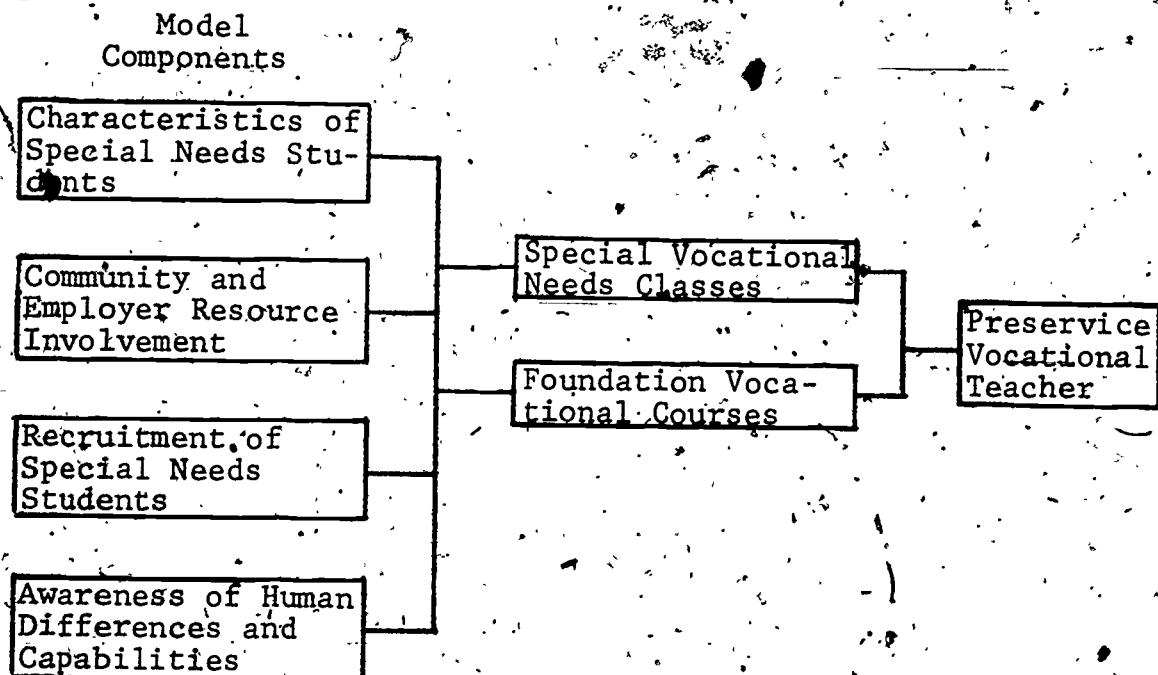 Model
Components
Characteristics of
Special Needs Stu-
dents
Community and
Employer Resource
Involvement
Recruitment of
Special Needs
Students
Awareness of Human
Differences and
Capabilities
Special Vocational
Needs Classes
Foundation Voca-
tional Courses
Preservice
Vocational
Teacher